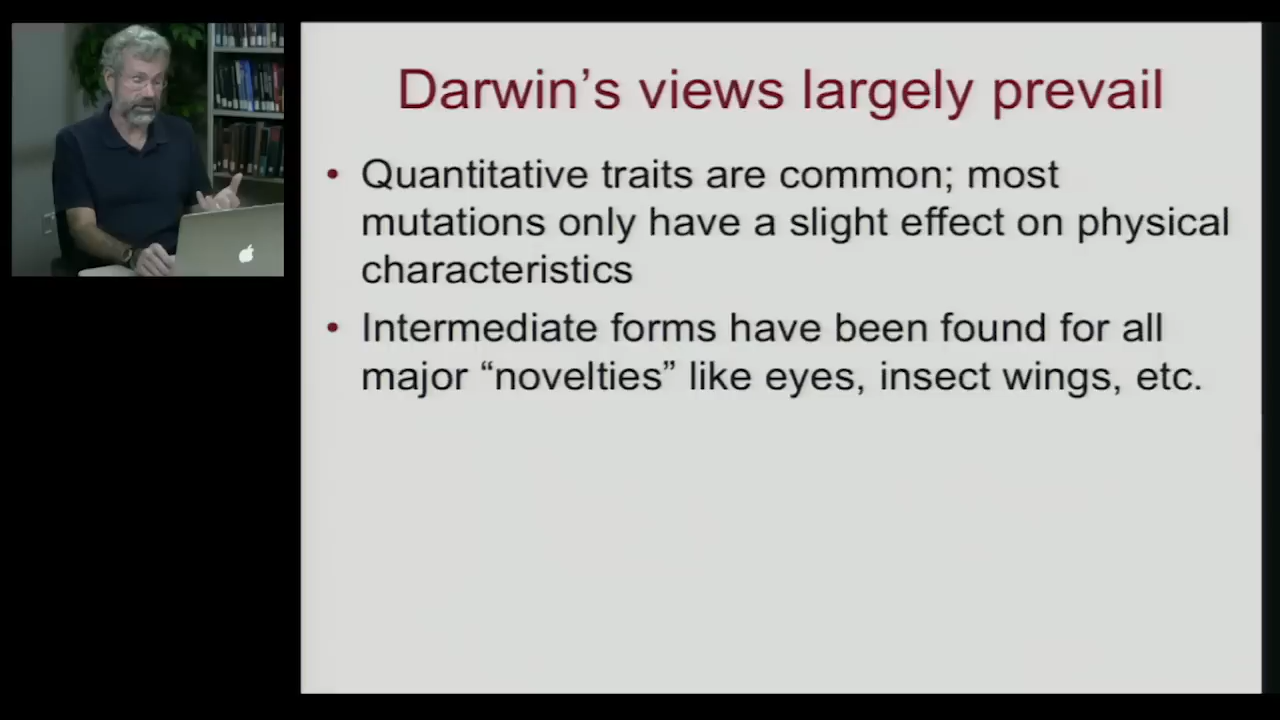 Darwin’s views largely prevail
• Quantitative traits are common; most
mutations only have a slight effect on physical
characteristics
• Intermediate forms have been found for all
major “novelties” like eyes, insect wings, etc.